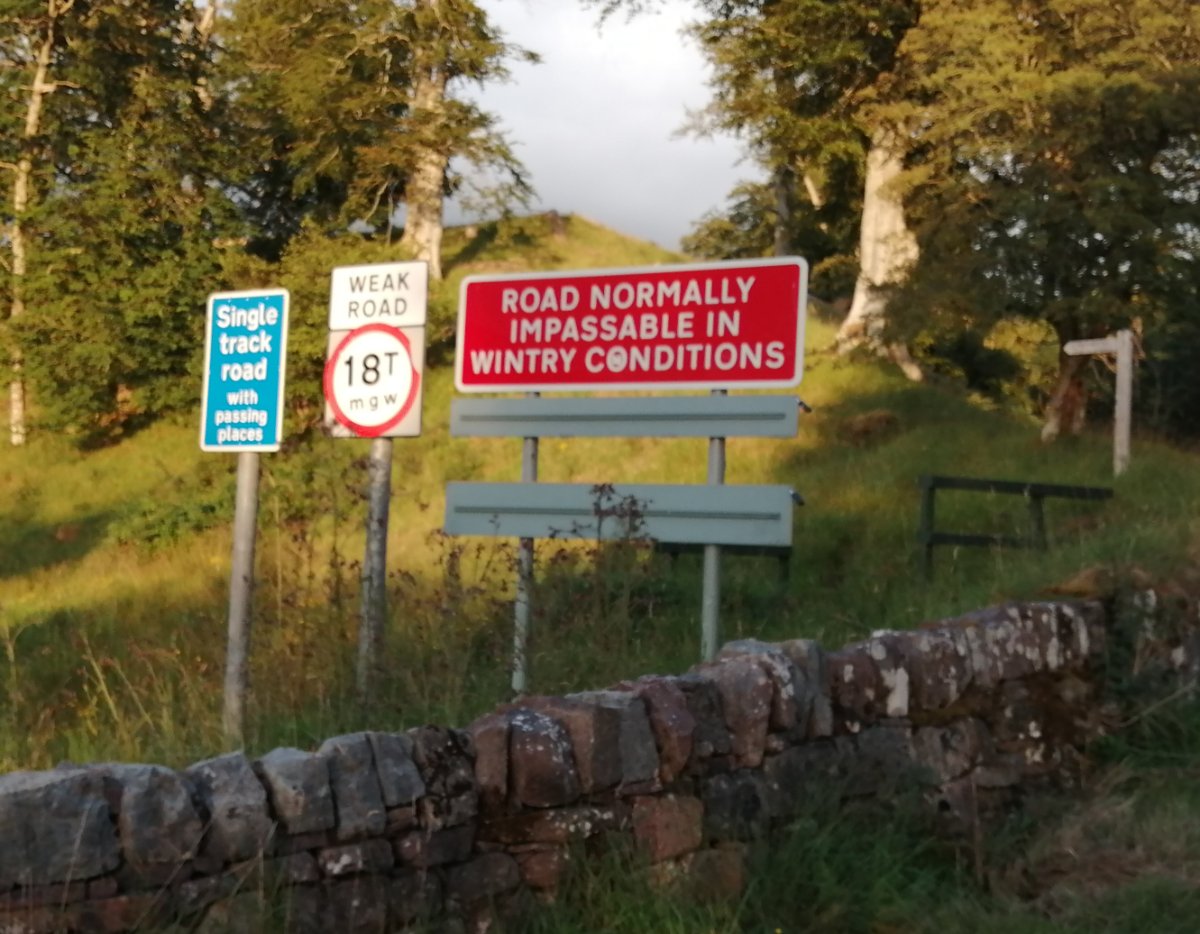 Single
track
road
with
passing
places
WEAK
ROAD
18T
mgw
ROAD NORMALLY
IMPASSABLE IN
WINTRY CONDITIONS